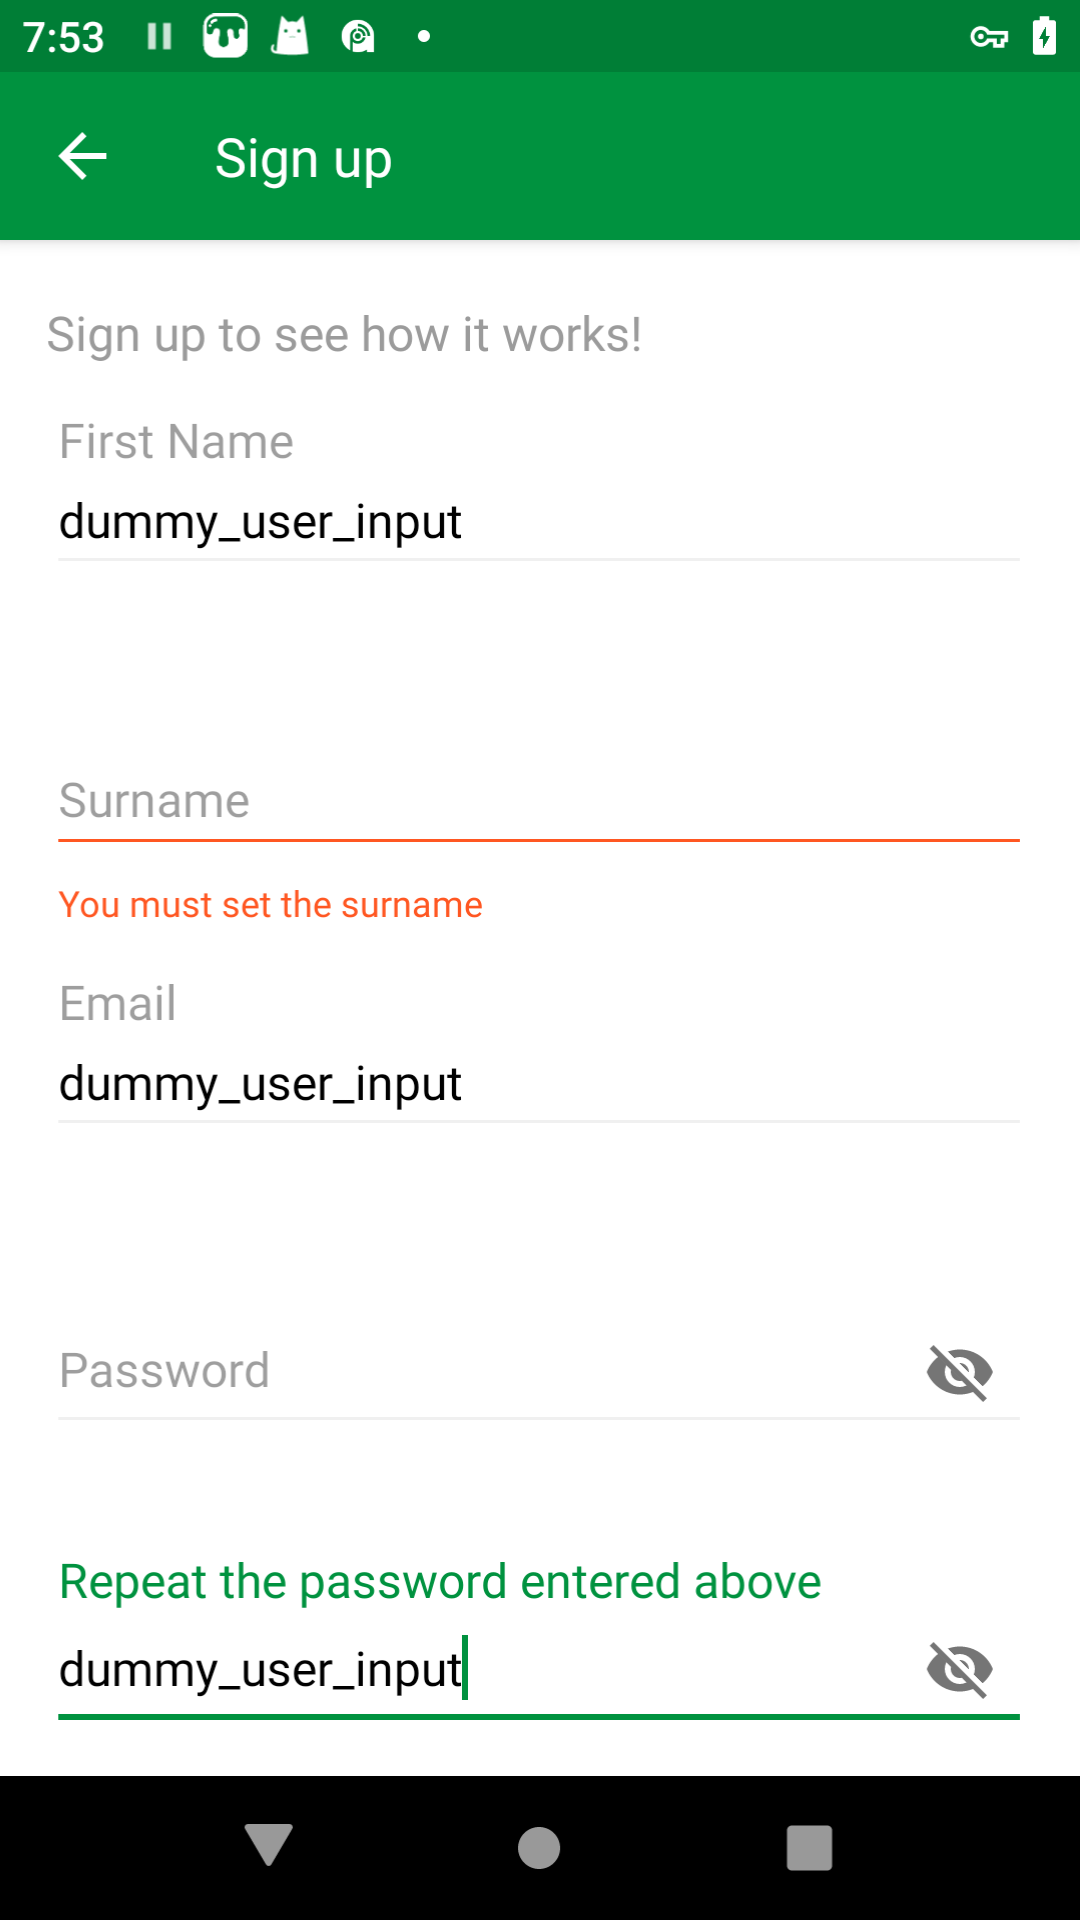 7:53
Sign up
Sign up to see how it works!
First Name
dummy_user_input
Surname
You must set the surname
Email
dummy_user_input
Password
Repeat the password entered above
dummy_user_input